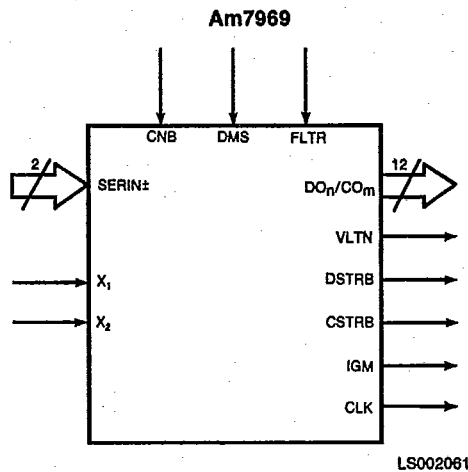 Am7969
CNB DMS FLTR
2 SERIN± DOn/COm 12
VLTN
X1 DSTRB
X2 CSTRB
IGM
CLK
LS002061